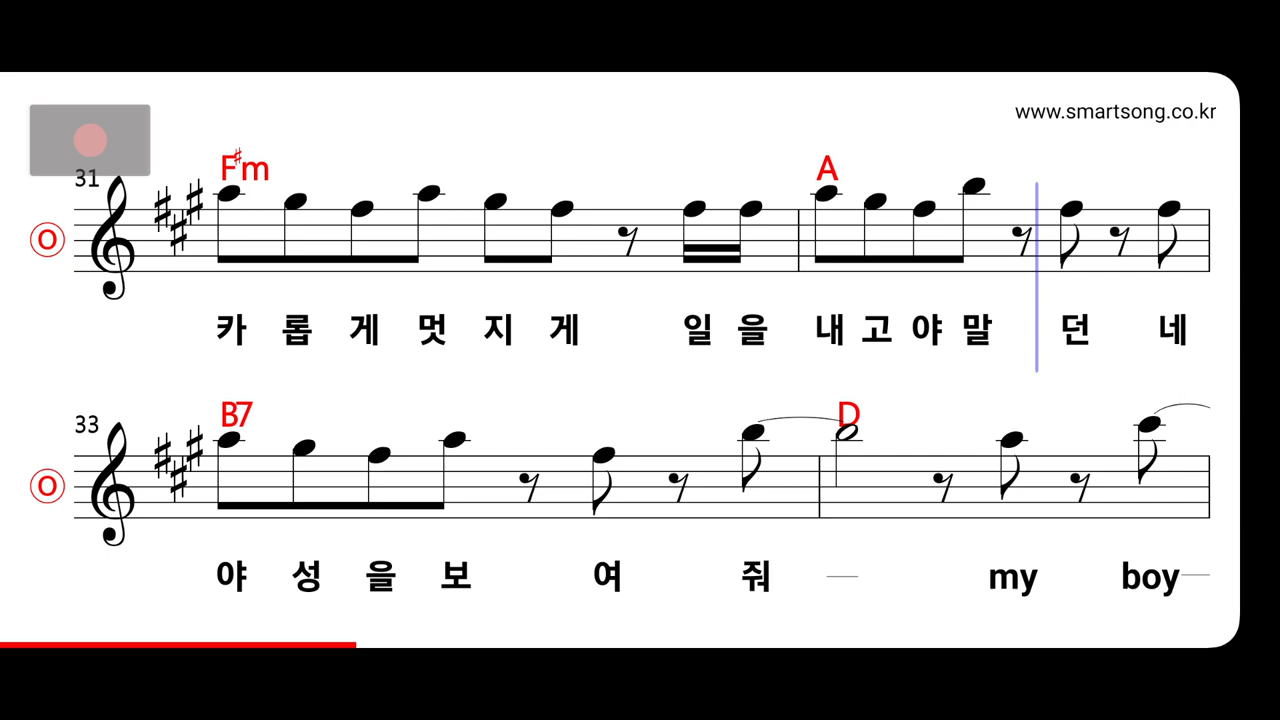 www.smartsong.co.kr
31
F♯m A
O
카 롭 게 멋 지 게 일 을 내 고 야 말 던 네
33
B7 D
O
야 성 을 보 여 줘 my boy